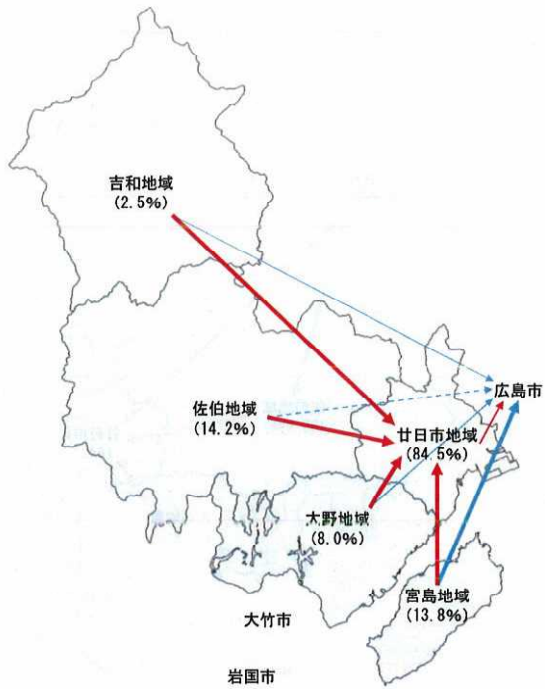 吉和地域
(2.5%)
広島市
佐伯地域
(14.2%)
廿日市地域
(84.5%)
大野地域
(8.0%)
宮島地域
(13.8%)
大竹市
岩国市